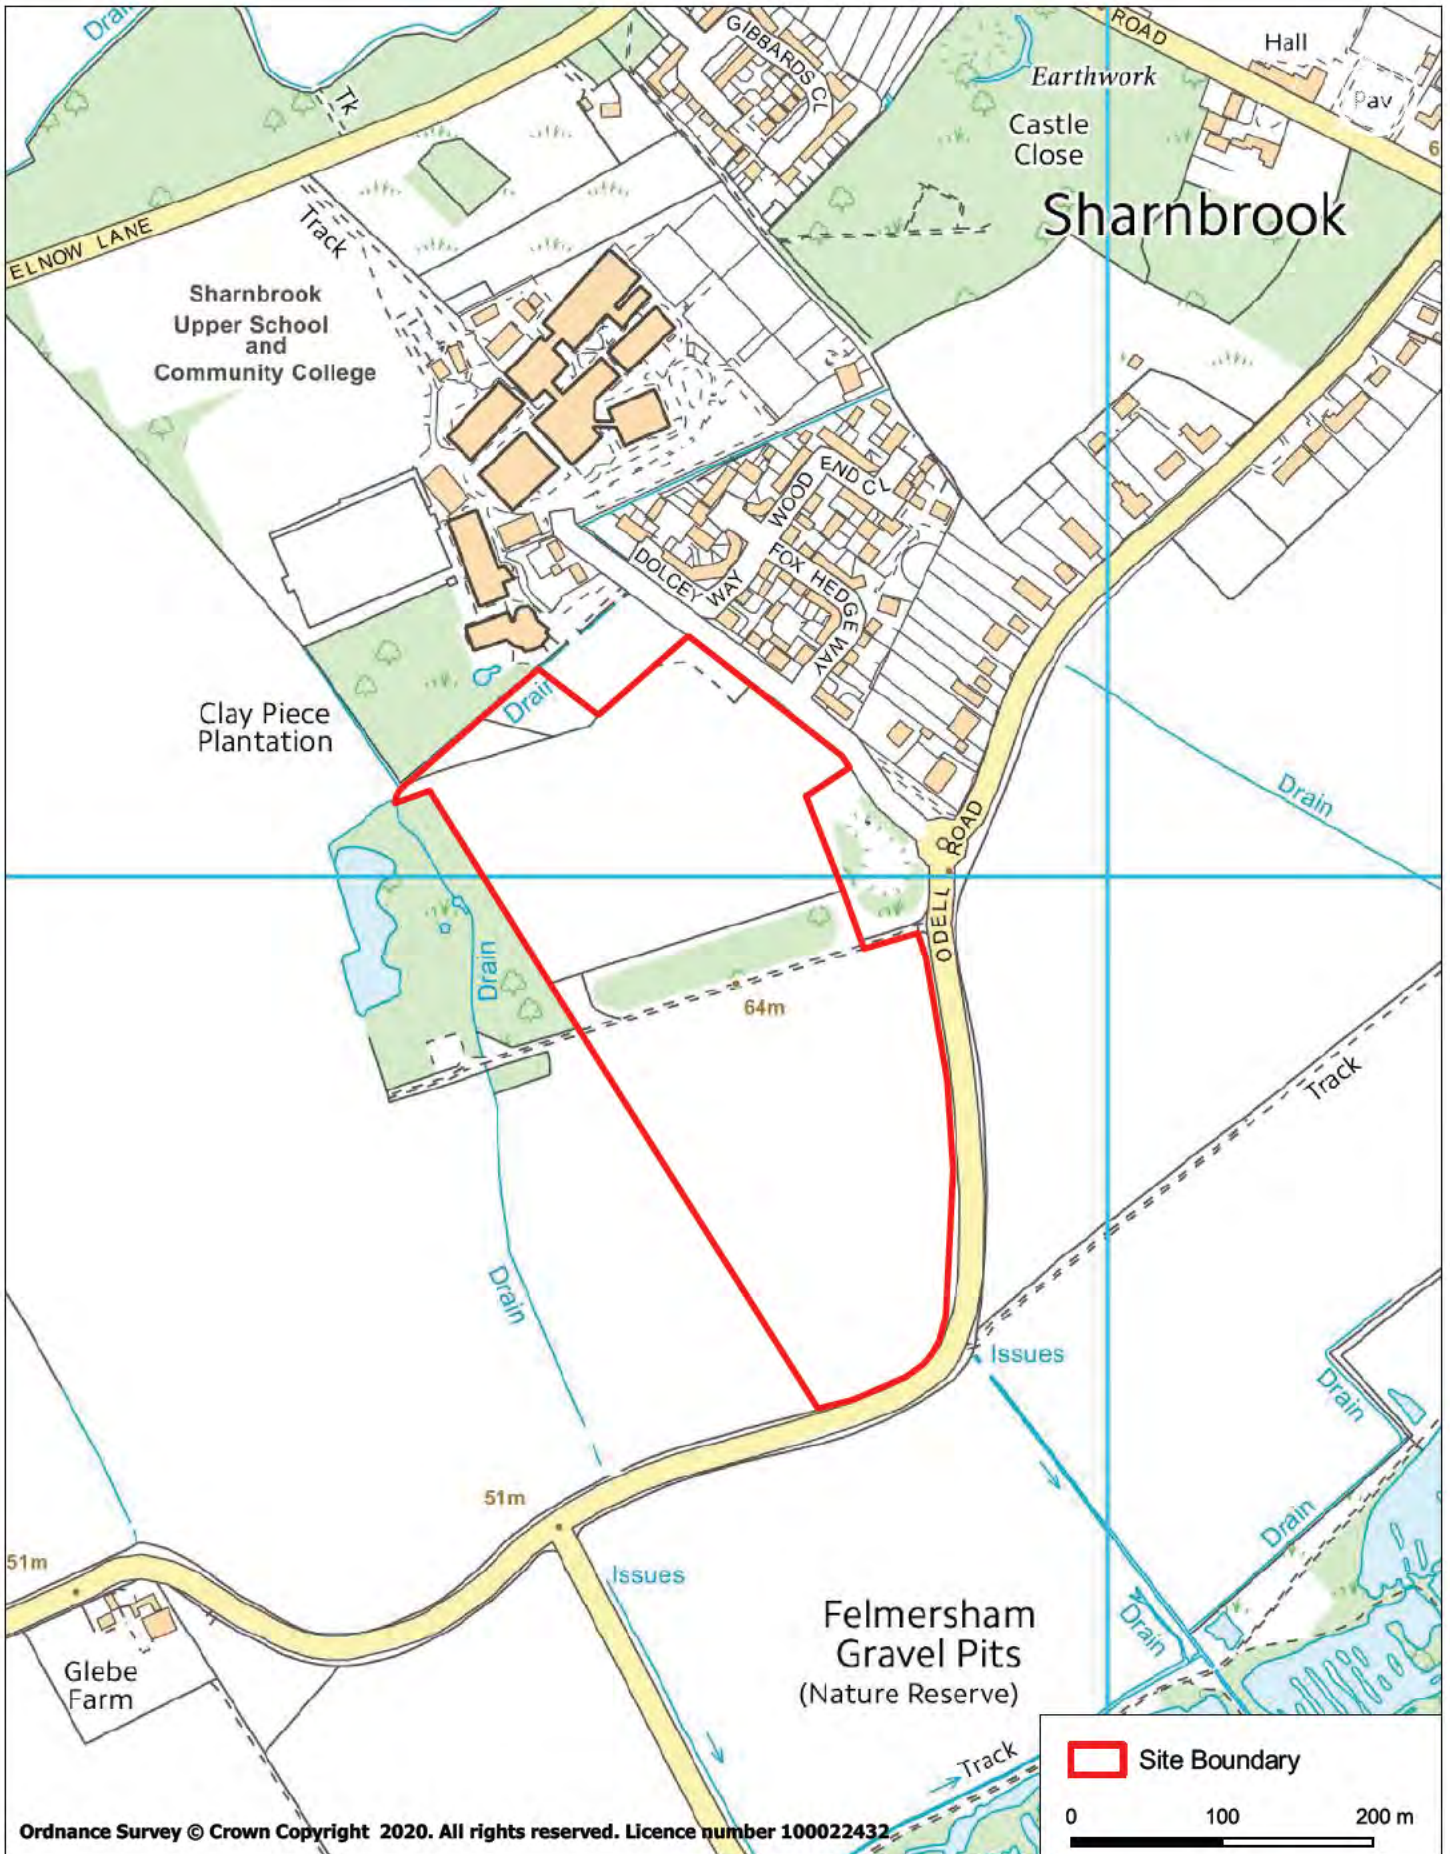 Drain
GIBBARDS CL
ROAD
Hall
Earthwork
Pav
Tk
Castle
Close
6
Sharnbrook
ELNOW LANE
Track
Sharnbrook
Upper School
and
Community College
WOOD
END CL
DOLCEY
WAY
FOX HEDGE
WAY
Drain
Clay Piece
Plantation
Drain
ODELL ROAD
Drain
64m
Track
Drain
Issues
Drain
51m
Drain
51m
Issues
Drain
Felmersham
Gravel Pits
(Nature Reserve)
Glebe
Farm
Track
Site Boundary
0 100 200 m
Ordnance Survey © Crown Copyright 2020. All rights reserved. Licence number 100022432